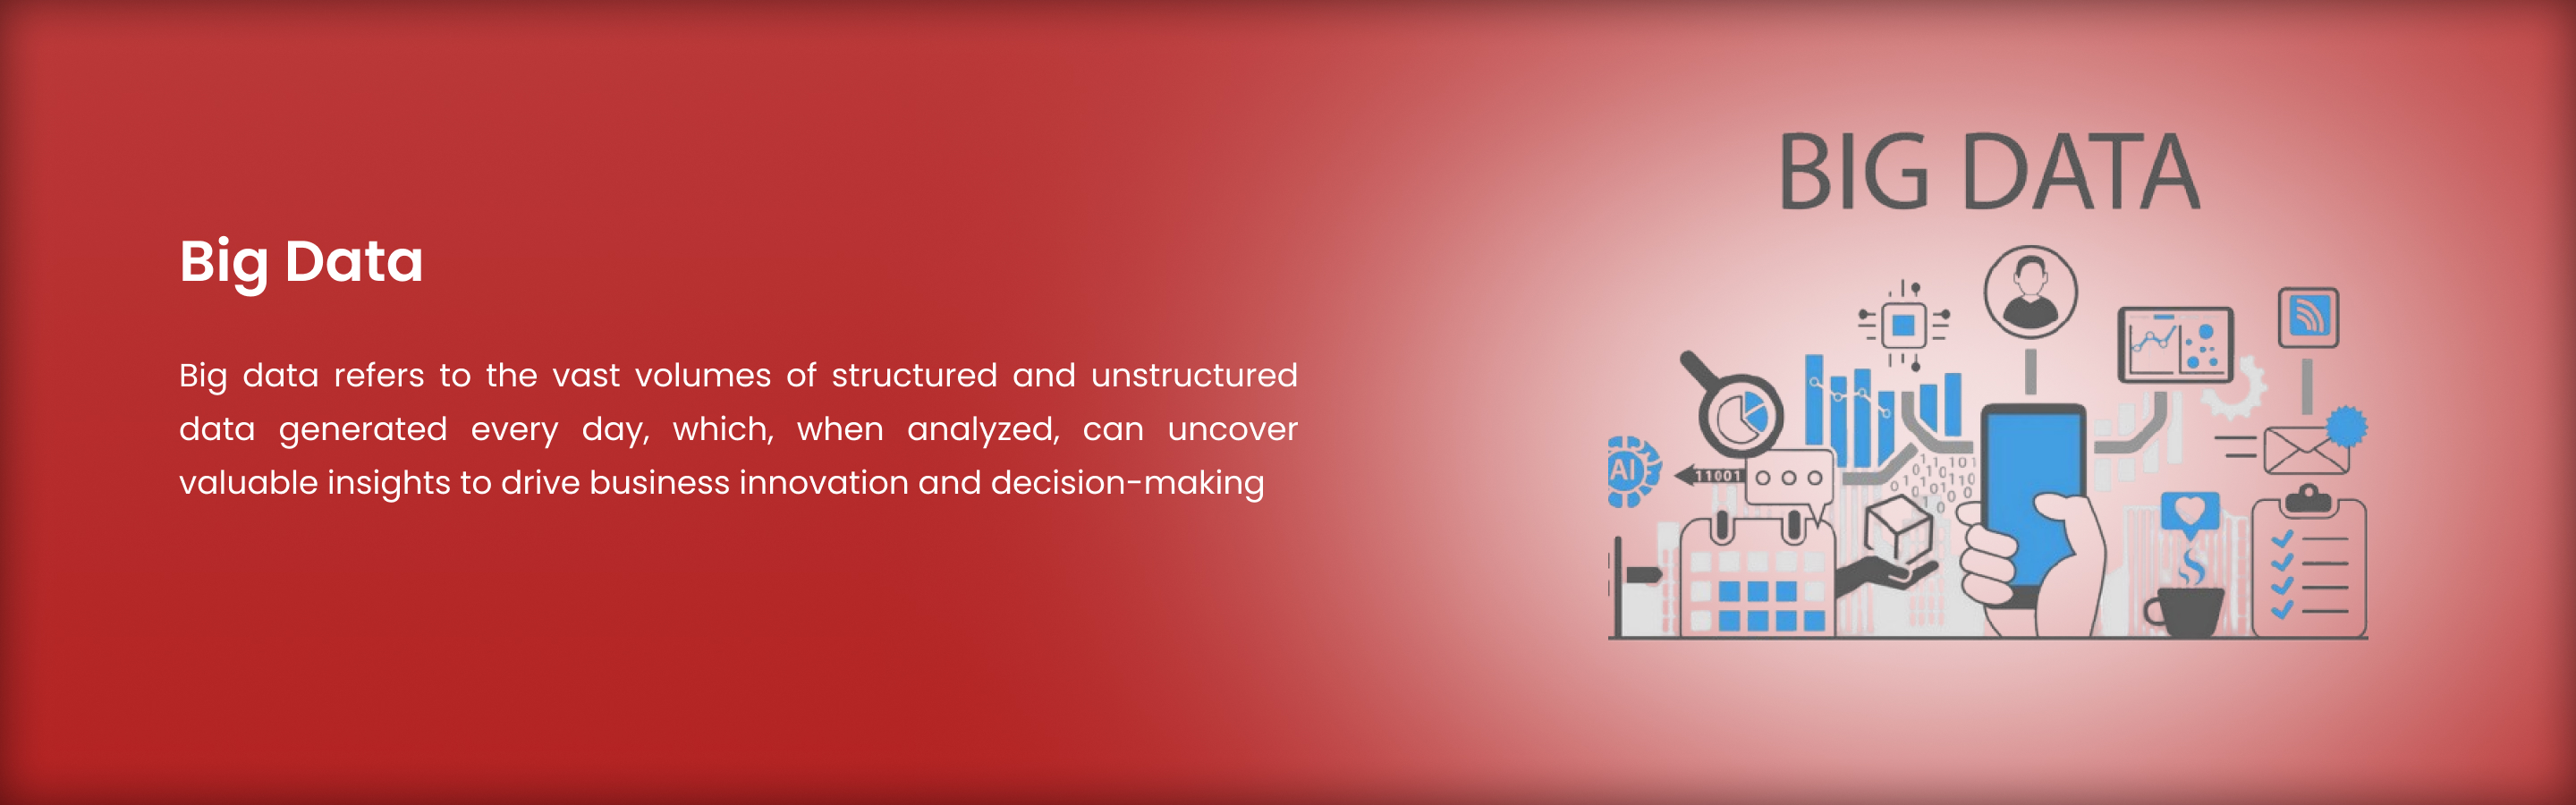 Big Data
Big data refers to the vast volumes of structured and unstructured
data generated every day, which, when analyzed, can uncover
valuable insights to drive business innovation and decision-making
BIG DATA
AI
11001